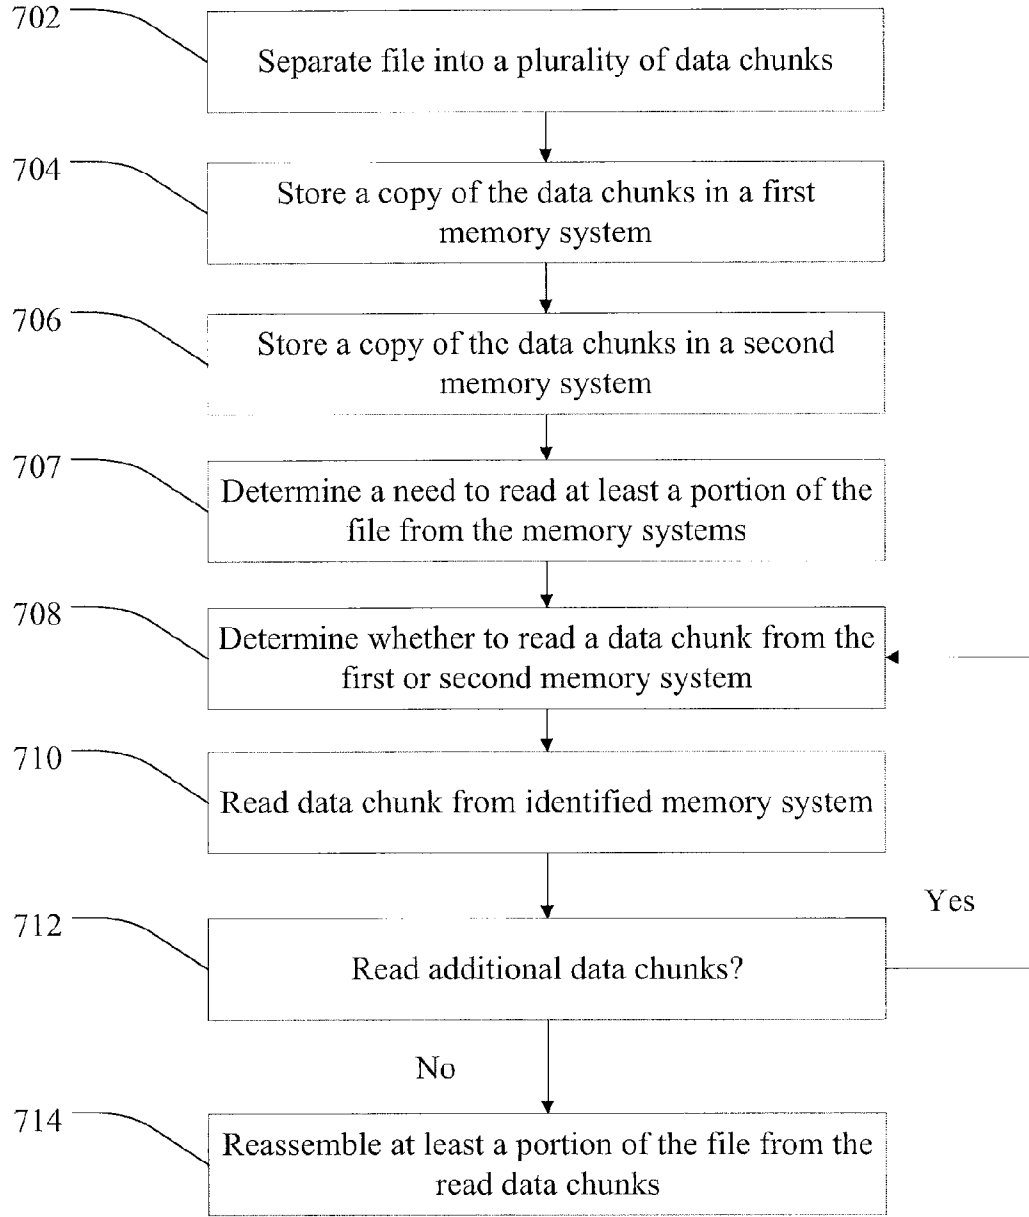 702
Separate file into a plurality of data chunks
704
Store a copy of the data chunks in a first
memory system
706
Store a copy of the data chunks in a second
memory system
707
Determine a need to read at least a portion of the
file from the memory systems
708
Determine whether to read a data chunk from the
first or second memory system
710
Read data chunk from identified memory system
Yes
712
Read additional data chunks?
No
714
Reassemble at least a portion of the file from the
read data chunks